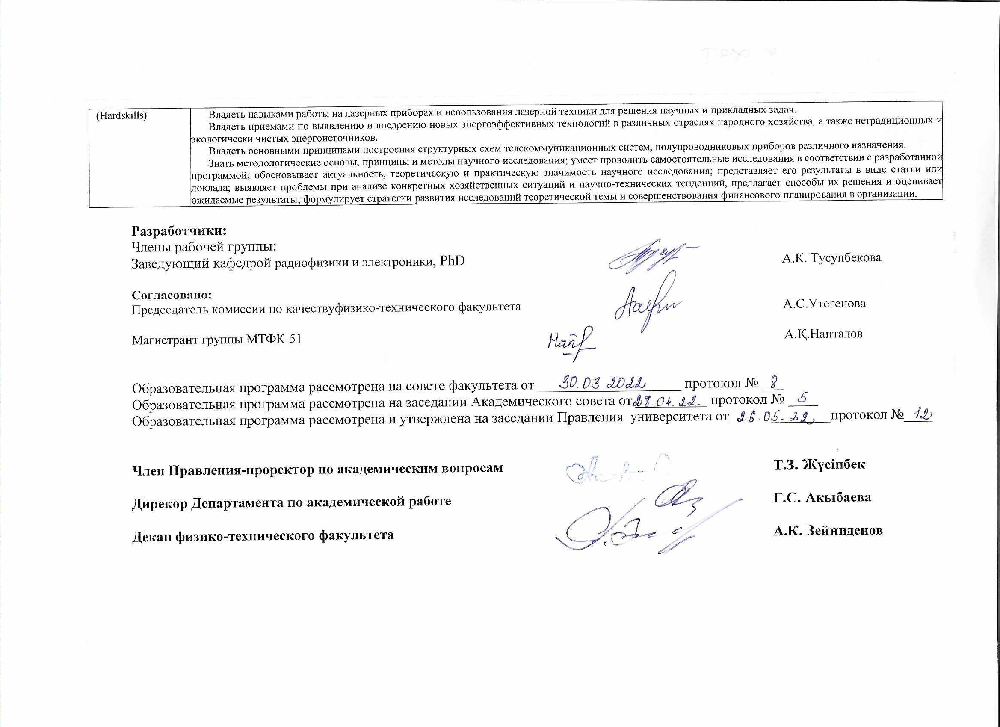 (Hardskills)
Владеть навыками работы на лазерных приборах и использования лазерной техники для решения научных и прикладных задач.
Владеть приемами по выявлению и внедрению новых энергоэффективных технологий в различных отраслях народного хозяйства, а также нетрадиционных и
экологически чистых энергоисточников.
Владеть основными принципами построения структурных схем телекоммуникационных систем, полупроводниковых приборов различного назначения.
Знать методологические основы, принципы и методы научного исследования; умеет проводить самостоятельные исследования в соответствии с разработанной
программой; обосновывает актуальность, теоретическую и практическую значимость научного исследования; представляет его результаты в виде статьи или
доклада; выявляет проблемы при анализе конкретных хозяйственных ситуаций и научно-технических тенденций, предлагает способы их решения и оценивает
ожидаемые результаты; формулирует стратегии развития исследований теоретической темы и совершенствования финансового планирования в организации.
Разработчики:
Члены рабочей группы:
Заведующий кафедрой радиофизики и электроники, PhD А.К. Тусупбекова
Согласовано:
Председатель комиссии по качествуфизико-технического факультета А.С.Утегенова
Магистрант группы МТФК-51 А.Қ.Напталов
Образовательная программа рассмотрена на совете факультета от 30.03 2022 протокол № 8
Образовательная программа рассмотрена на заседании Академического совета от 28.04.22 протокол № 5
Образовательная программа рассмотрена и утверждена на заседании Правления университета от 26.05.22 протокол № 12
Член Правления-проректор по академическим вопросам Т.З. Жүсіпбек
Дирекор Департамента по академической работе Г.С. Акыбаева
Декан физико-технического факультета А.К. Зейниденов